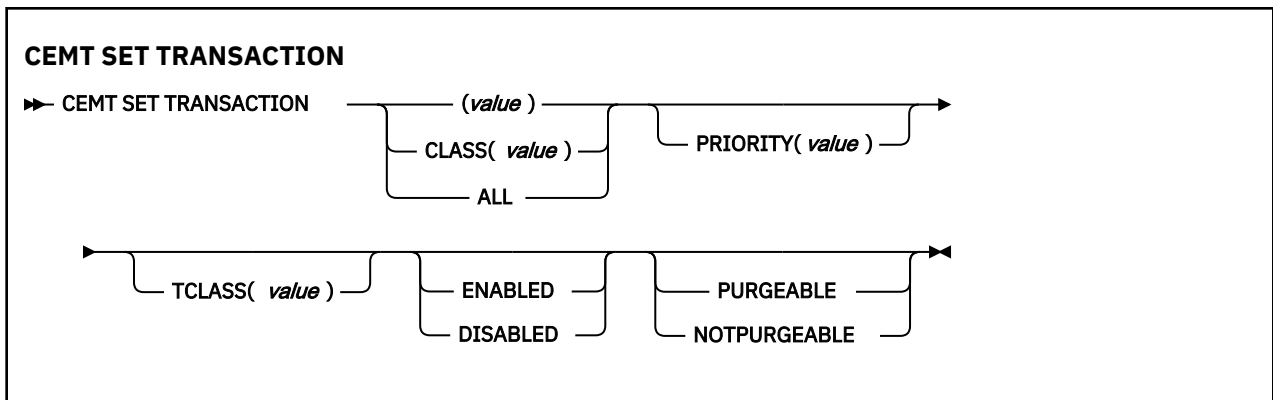 CEMT SET TRANSACTION
CEMT SET TRANSACTION (value )
CLASS( value ) PRIORITY( value )
ALL
TCLASS( value ) ENABLED PURGEABLE
DISABLED NOTPURGEABLE